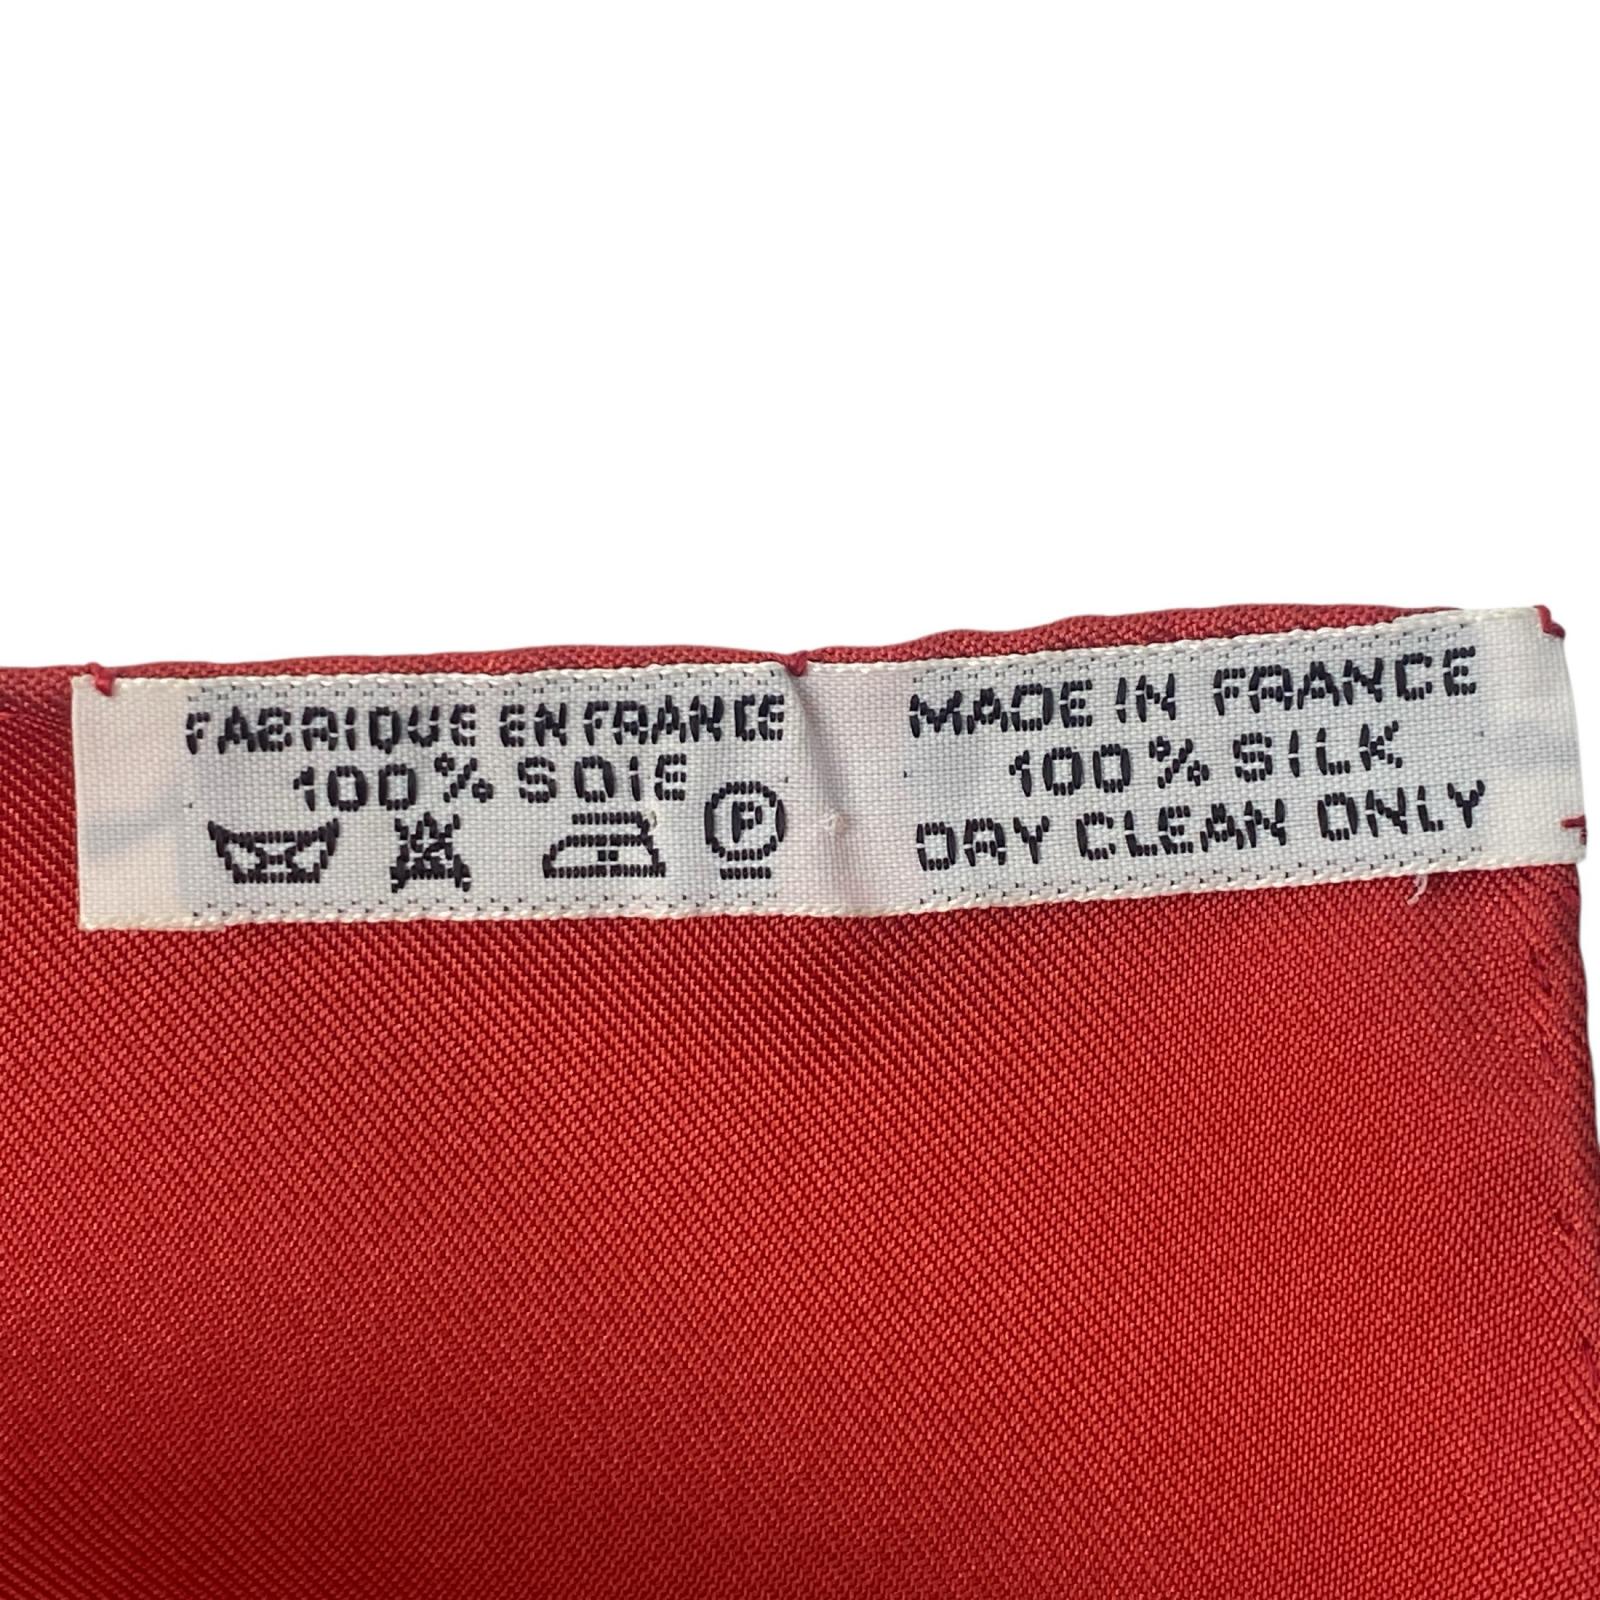 FABRIQUE EN FRANCE
100% SOIE
P
MADE IN FRANCE
100% SILK
DRY CLEAN ONLY